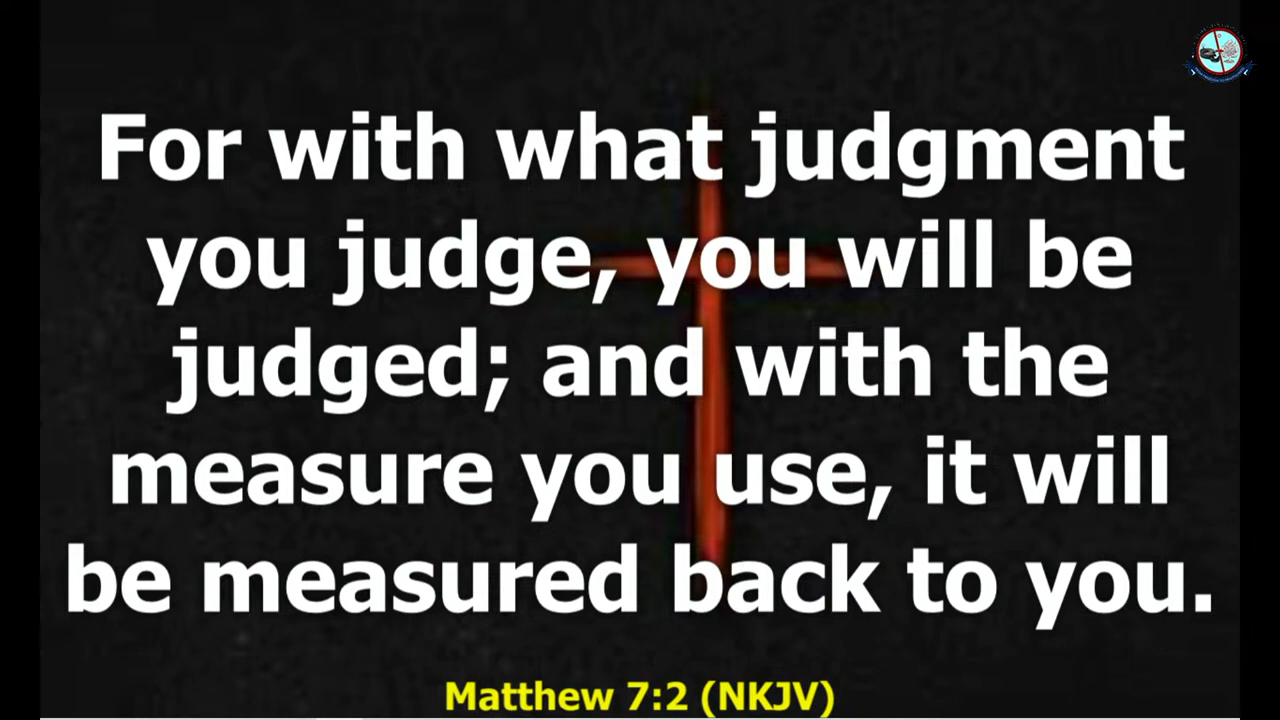 For with what judgment
you judge, you will be
judged; and with the
measure you use, it will
be measured back to you.
Matthew 7:2 (NKJV)